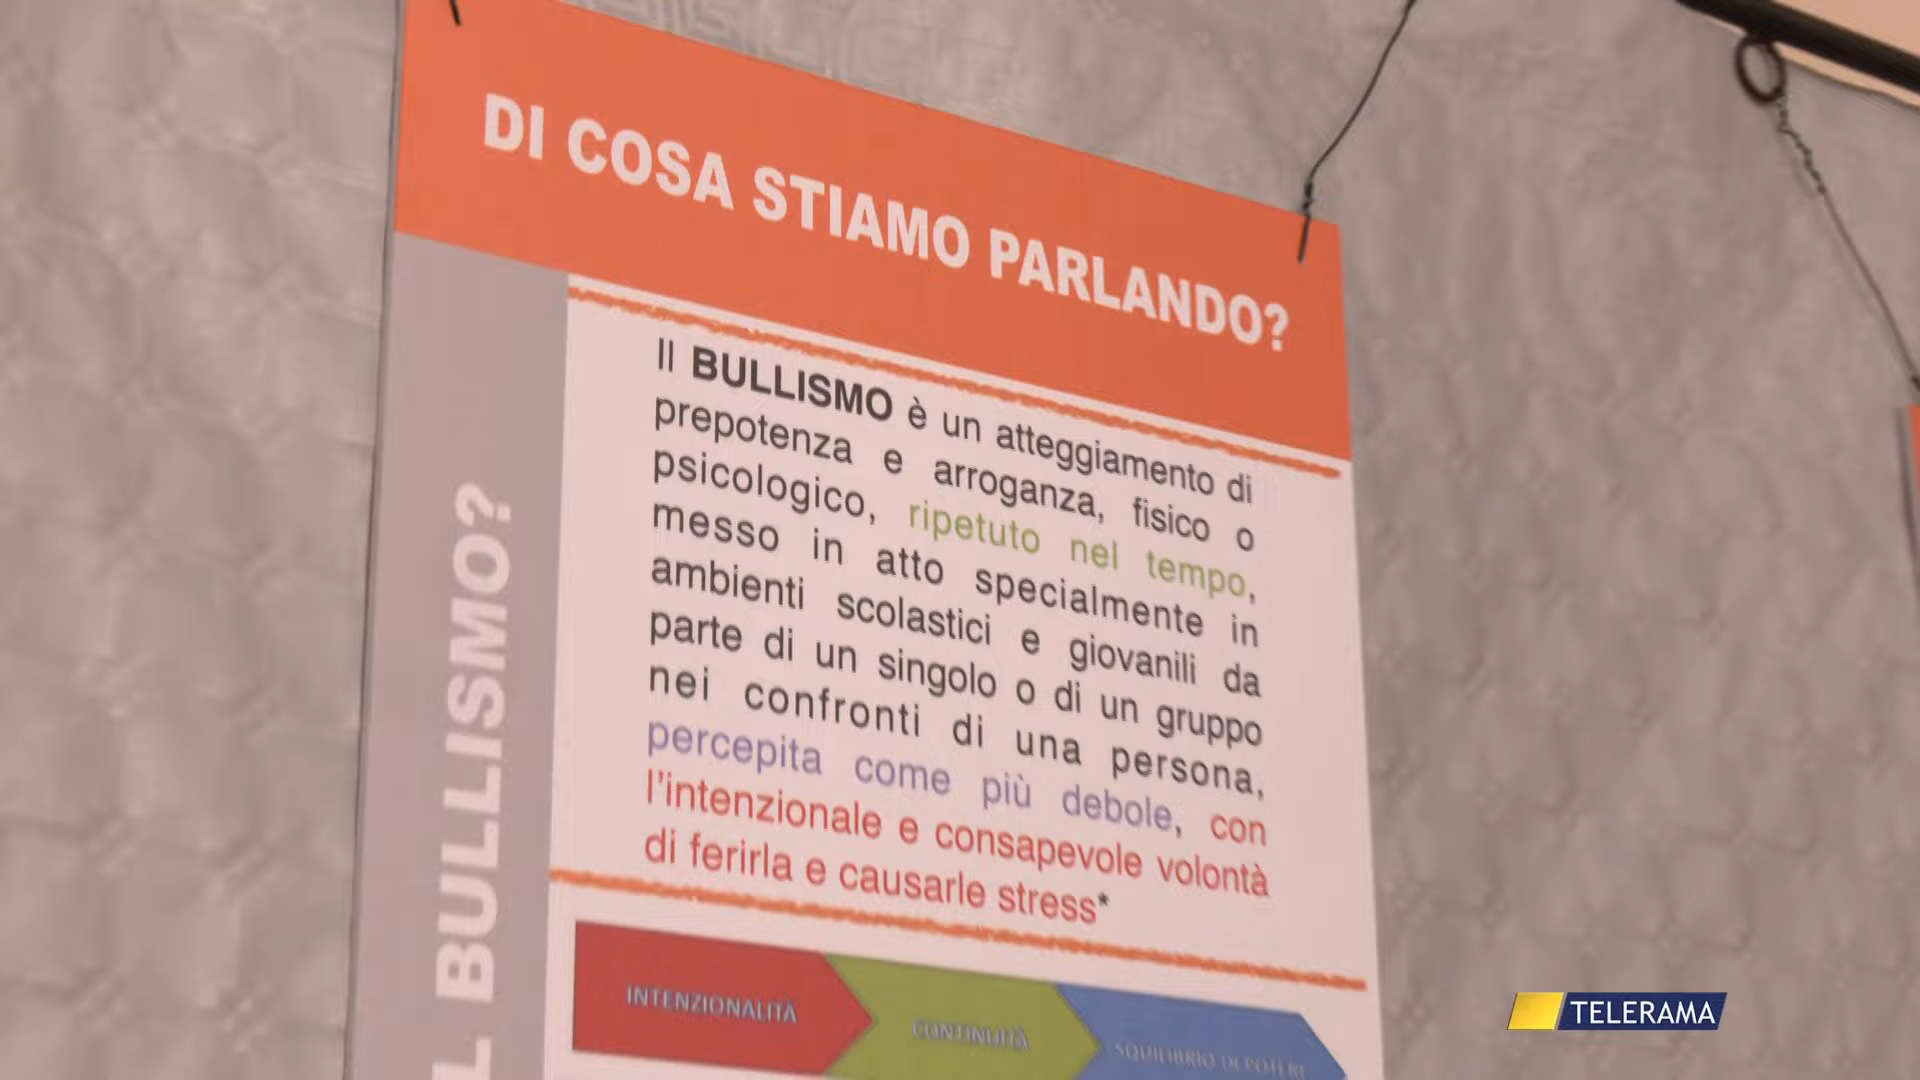 DI COSA STIAMO PARLANDO?
Il BULLISMO è un atteggiamento di
prepotenza e arroganza, fisico o
psicologico, ripetuto nel tempo,
messo in atto specialmente in
ambienti scolastici e giovanili da
parte di un singolo o di un gruppo
nei confronti di una persona,
percepita come più debole, con
l'intenzionale e consapevole volontà
di ferirla e causarle stress*
INTENZIONALITÀ
CONTINUITÀ
SQUILIBRIO DI POTERE
L BULLISMO?
TELERAMA